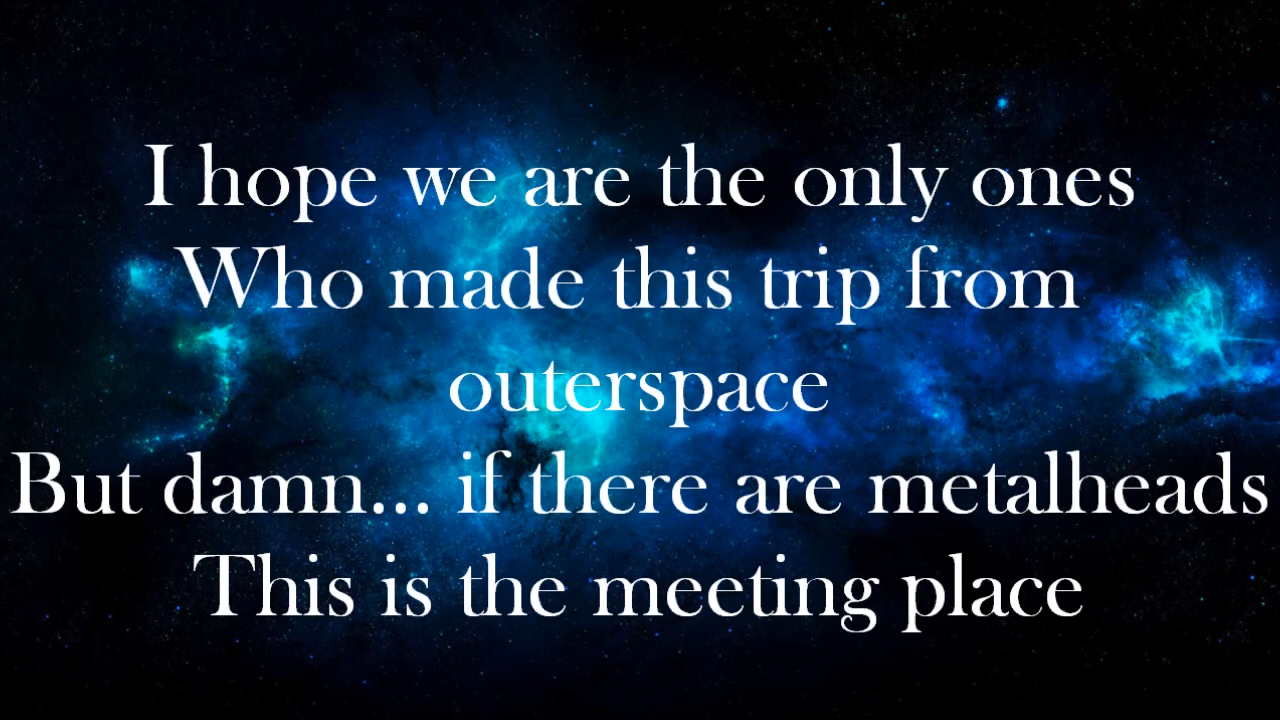 I hope we are the only ones
Who made this trip from
outerspace
But damn... if there are metalheads
This is the meeting place